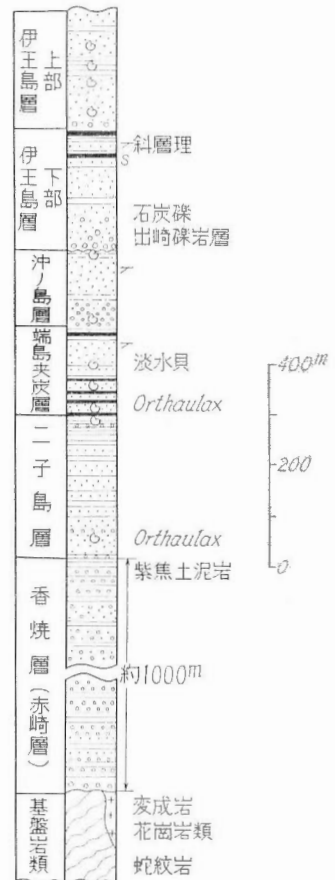 伊王島層 上部
伊王島層 下部
沖ノ島層
端島夾炭層
二子島層
香焼層(赤崎層)
基盤岩類
斜層理
S
石炭礫
出崎礫岩層
淡水貝
Orthaulax
Orthaulax
紫焦土泥岩
約1000m
変成岩
花崗岩類
蛇紋岩
400m
200
0